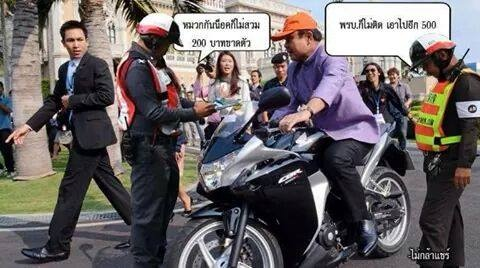 หมวกกันน็อคก็ไม่สวม
200 บาทขาดตัว
พรบ.ก็ไม่ติด เอาไปอีก 500
-ไม่กล้าแชร์